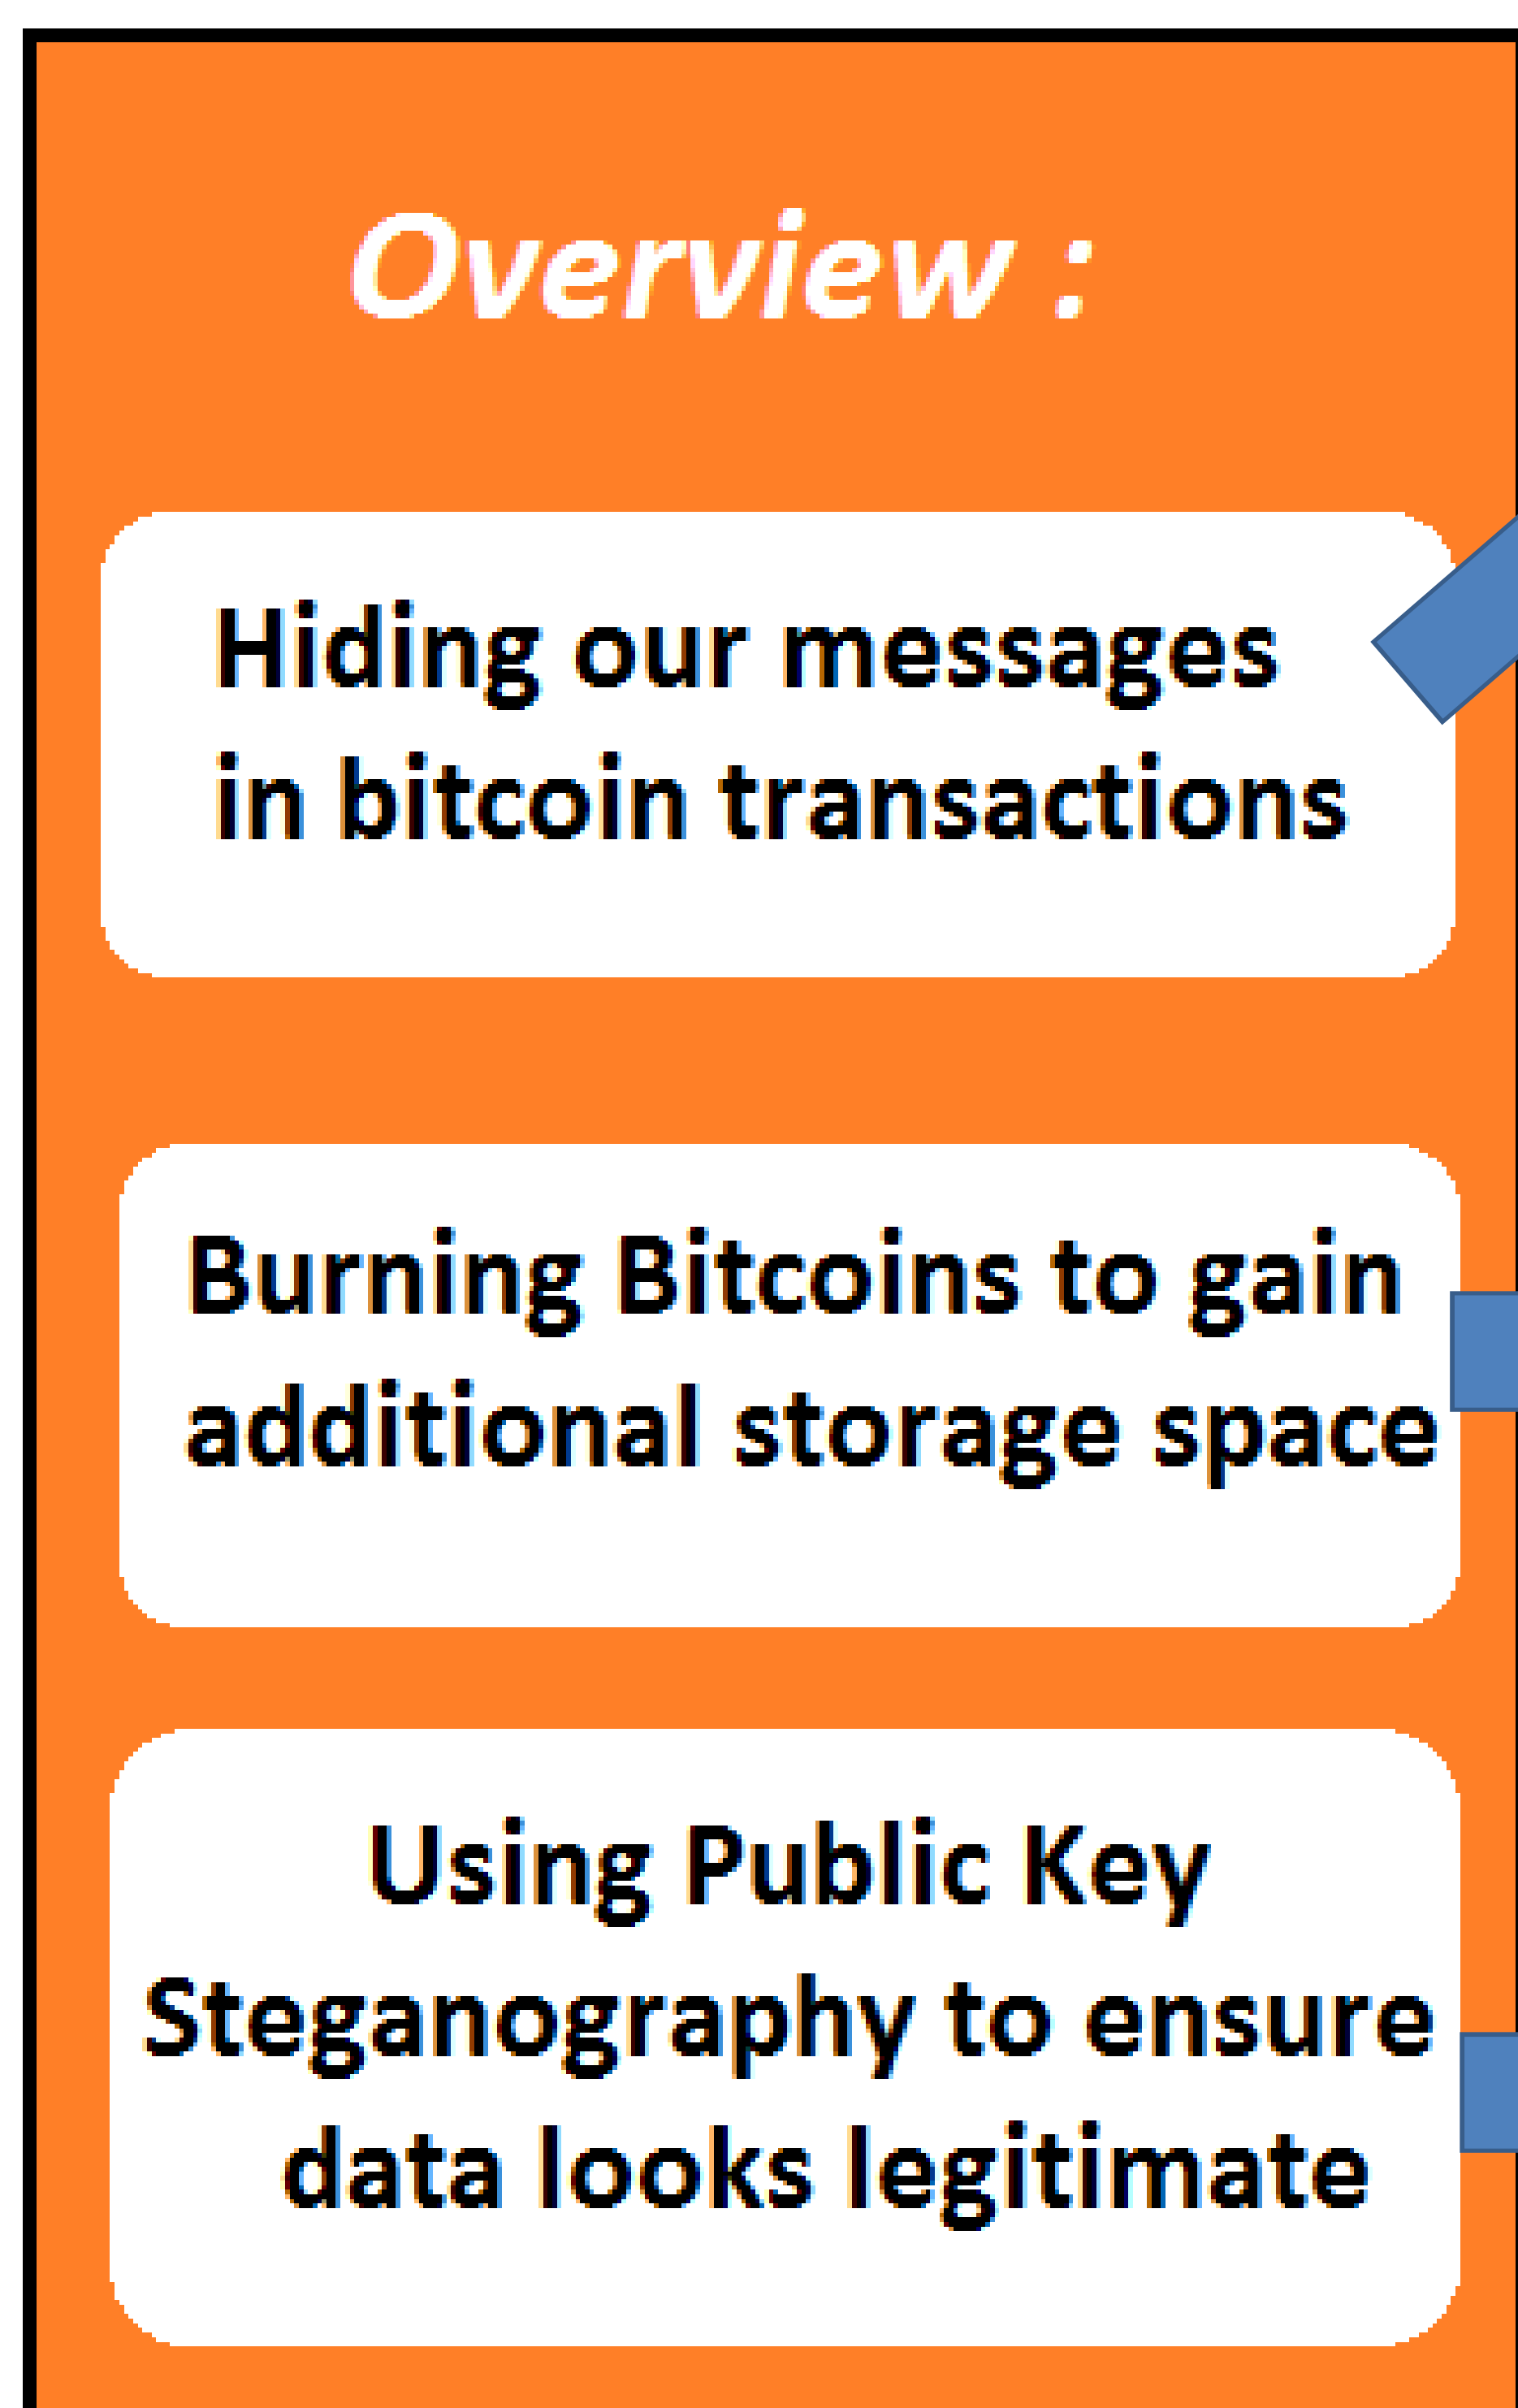 Overview :
Hiding our messages
in bitcoin transactions
Burning Bitcoins to gain
additional storage space
Using Public Key
Steganography to ensure
data looks legitimate